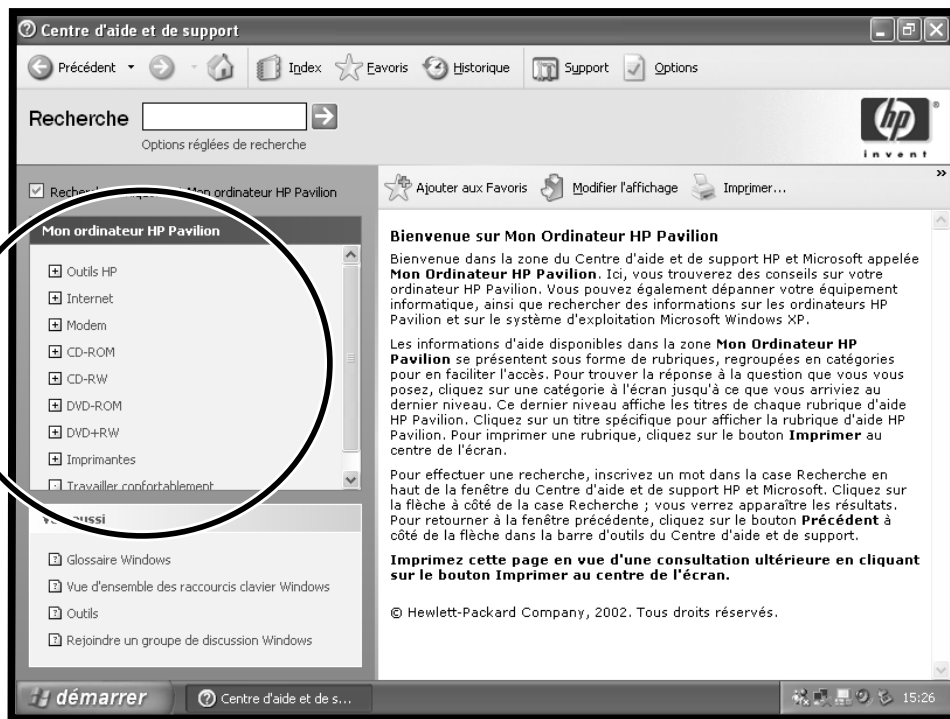 Centre d'aide et de support
Précédent Index Favoris Historique Support Options
Recherche
Options réglées de recherche
hp
invent
Mon ordinateur HP Pavilion
Ajouter aux Favoris Modifier l'affichage Imprimer... »
Mon ordinateur HP Pavilion
Outils HP
Internet
Modem
CD-ROM
CD-RW
DVD-ROM
DVD+RW
Imprimantes
Travailler confortablement
aussi
Glossaire Windows
Vue d'ensemble des raccourcis clavier Windows
Outils
Rejoindre un groupe de discussion Windows
Bienvenue sur Mon Ordinateur HP Pavilion
Bienvenue dans la zone du Centre d'aide et de support HP et Microsoft appelée
Mon Ordinateur HP Pavilion. Ici, vous trouverez des conseils sur votre
ordinateur HP Pavilion. Vous pouvez également dépanner votre équipement
informatique, ainsi que rechercher des informations sur les ordinateurs HP
Pavilion et sur le système d'exploitation Microsoft Windows XP.
Les informations d'aide disponibles dans la zone Mon Ordinateur HP
Pavilion se présentent sous forme de rubriques, regroupées en catégories
pour en faciliter l'accès. Pour trouver la réponse à la question que vous vous
posez, cliquez sur une catégorie à l'écran jusqu'à ce que vous arriviez au
dernier niveau. Ce dernier niveau affiche les titres de chaque rubrique d'aide
HP Pavilion. Cliquez sur un titre spécifique pour afficher la rubrique d'aide HP
Pavilion. Pour imprimer une rubrique, cliquez sur le bouton Imprimer au
centre de l'écran.
Pour effectuer une recherche, inscrivez un mot dans la case Recherche en
haut de la fenêtre du Centre d'aide et de support HP et Microsoft. Cliquez sur
la flèche à côté de la case Recherche ; vous verrez apparaître les résultats.
Pour retourner à la fenêtre précédente, cliquez sur le bouton Précédent à
côté de la flèche dans la barre d'outils du Centre d'aide et de support.
Imprimez cette page en vue d'une consultation ultérieure en cliquant
sur le bouton Imprimer au centre de l'écran.
© Hewlett-Packard Company, 2002. Tous droits réservés.
démarrer Centre d'aide et de s... 15:26